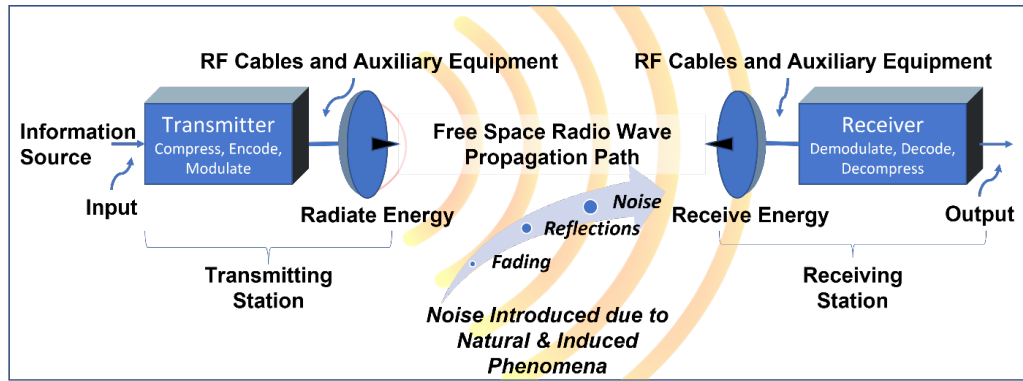 RF Cables and Auxiliary Equipment
RF Cables and Auxiliary Equipment
Information
Source
Transmitter
Compress, Encode,
Modulate
Free Space Radio Wave
Propagation Path
Receiver
Demodulate, Decode,
Decompress
Input
Radiate Energy
Noise
Reflections
Fading
Receive Energy
Output
Transmitting
Station
Receiving
Station
Noise Introduced due to
Natural & Induced
Phenomena